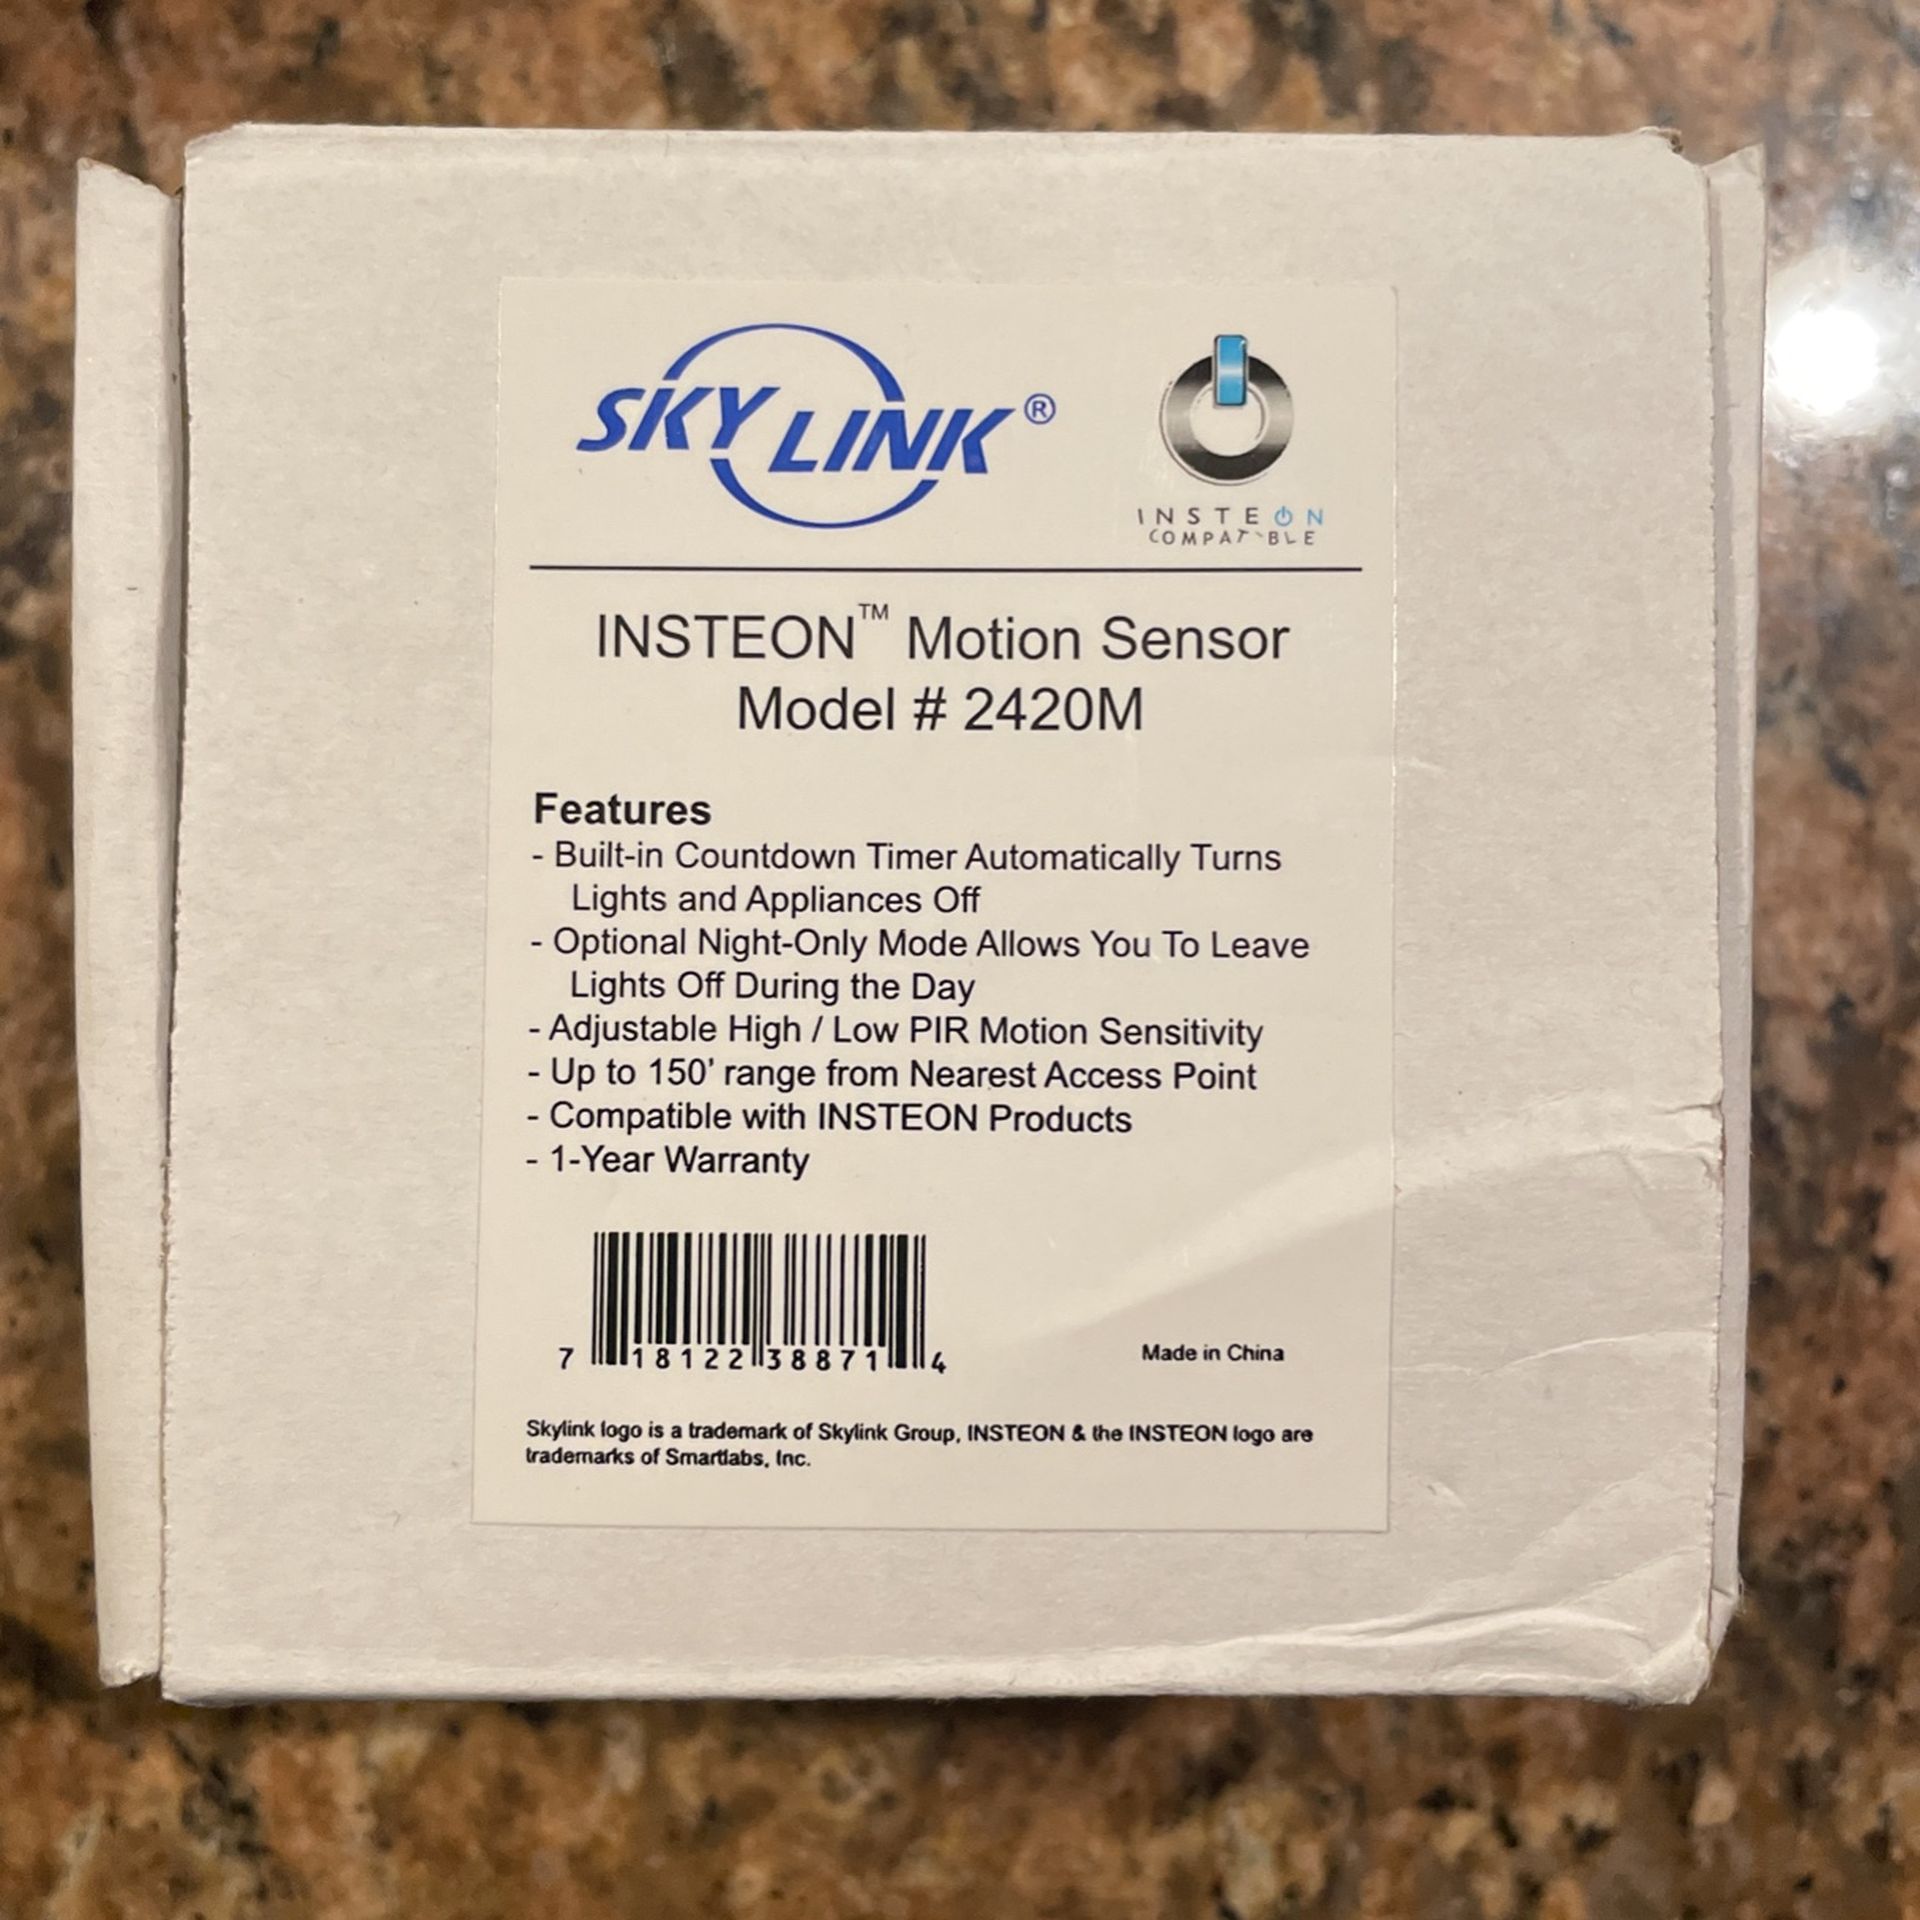 SKYLINK®
INSTEON
COMPATIBLE
INSTEON™ Motion Sensor
Model # 2420M
Features
- Built-in Countdown Timer Automatically Turns
Lights and Appliances Off
- Optional Night-Only Mode Allows You To Leave
Lights Off During the Day
- Adjustable High / Low PIR Motion Sensitivity
- Up to 150' range from Nearest Access Point
- Compatible with INSTEON Products
- 1-Year Warranty
7 18122 38871 4
Made in China
Skylink logo is a trademark of Skylink Group, INSTEON & the INSTEON logo are
trademarks of Smartlabs, Inc.